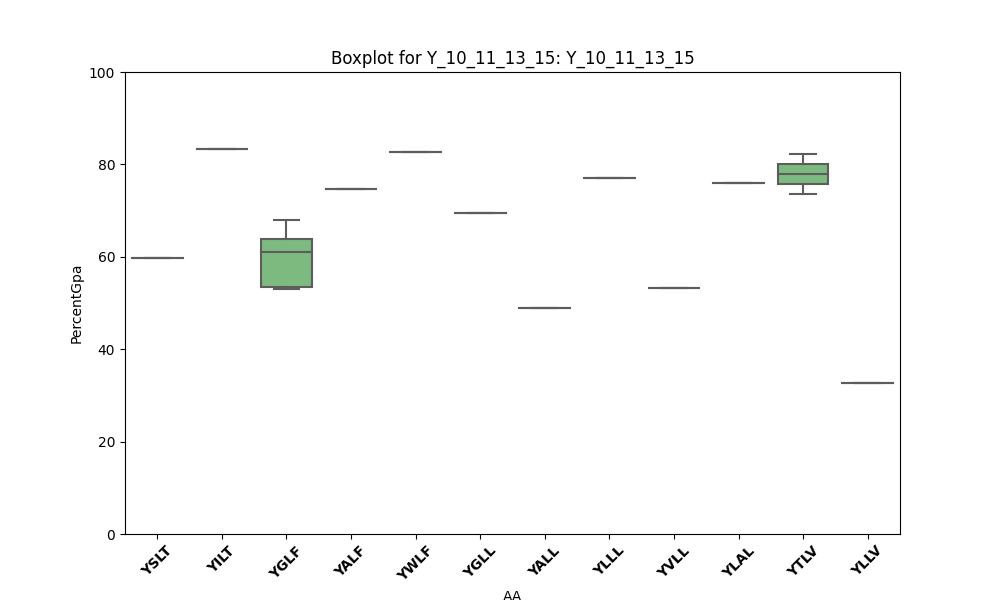 Boxplot for Y_10_11_13_15: Y_10_11_13_15
100
80
60
40
20
0
PercentGpa
YSLT
YILT
YGLF
YALF
YWLF
YGLL
YALL
YLLL
YVLL
YLAL
YTLV
YLLV
AA